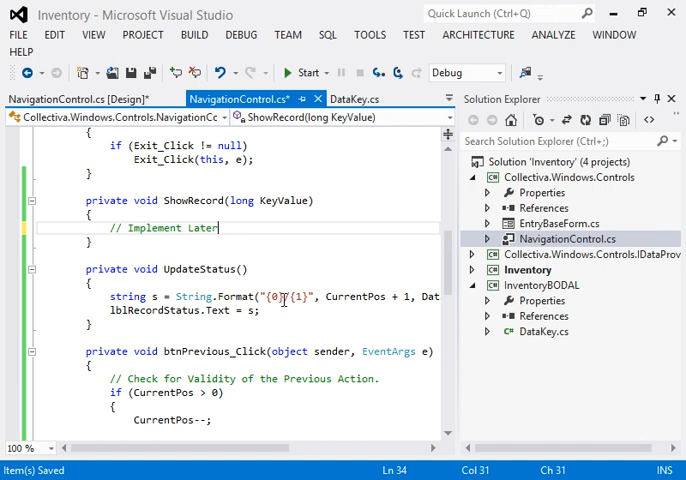 Inventory - Microsoft Visual Studio
Quick Launch (Ctrl+Q)
FILE EDIT VIEW PROJECT BUILD DEBUG TEAM SQL TOOLS TEST ARCHITECTURE ANALYZE WINDOW
HELP
Start Debug
NavigationControl.cs [Design]* NavigationControl.cs* DataKey.cs
Collectiva.Windows.Controls.NavigationCc ShowRecord(long KeyValue)
{
if (Exit_Click != null)
Exit_Click(this, e);
}
private void ShowRecord(long KeyValue)
{
// Implement Later
}
private void UpdateStatus()
{
string s = String.Format("{0}/{1}", CurrentPos + 1, Dat
lblRecordStatus.Text = s;
}
private void btnPrevious_Click(object sender, EventArgs e)
{
// Check for Validity of the Previous Action.
if (CurrentPos > 0)
{
CurrentPos--;
100 %
Solution Explorer
Search Solution Explorer (Ctrl+;)
Solution 'Inventory' (4 projects)
Collectiva.Windows.Controls
Properties
References
EntryBaseForm.cs
NavigationControl.cs
Collectiva.Windows.Controls.IDataProv
Inventory
InventoryBODAL
Properties
References
DataKey.cs
Item(s) Saved Ln 34 Col 31 Ch 31 INS